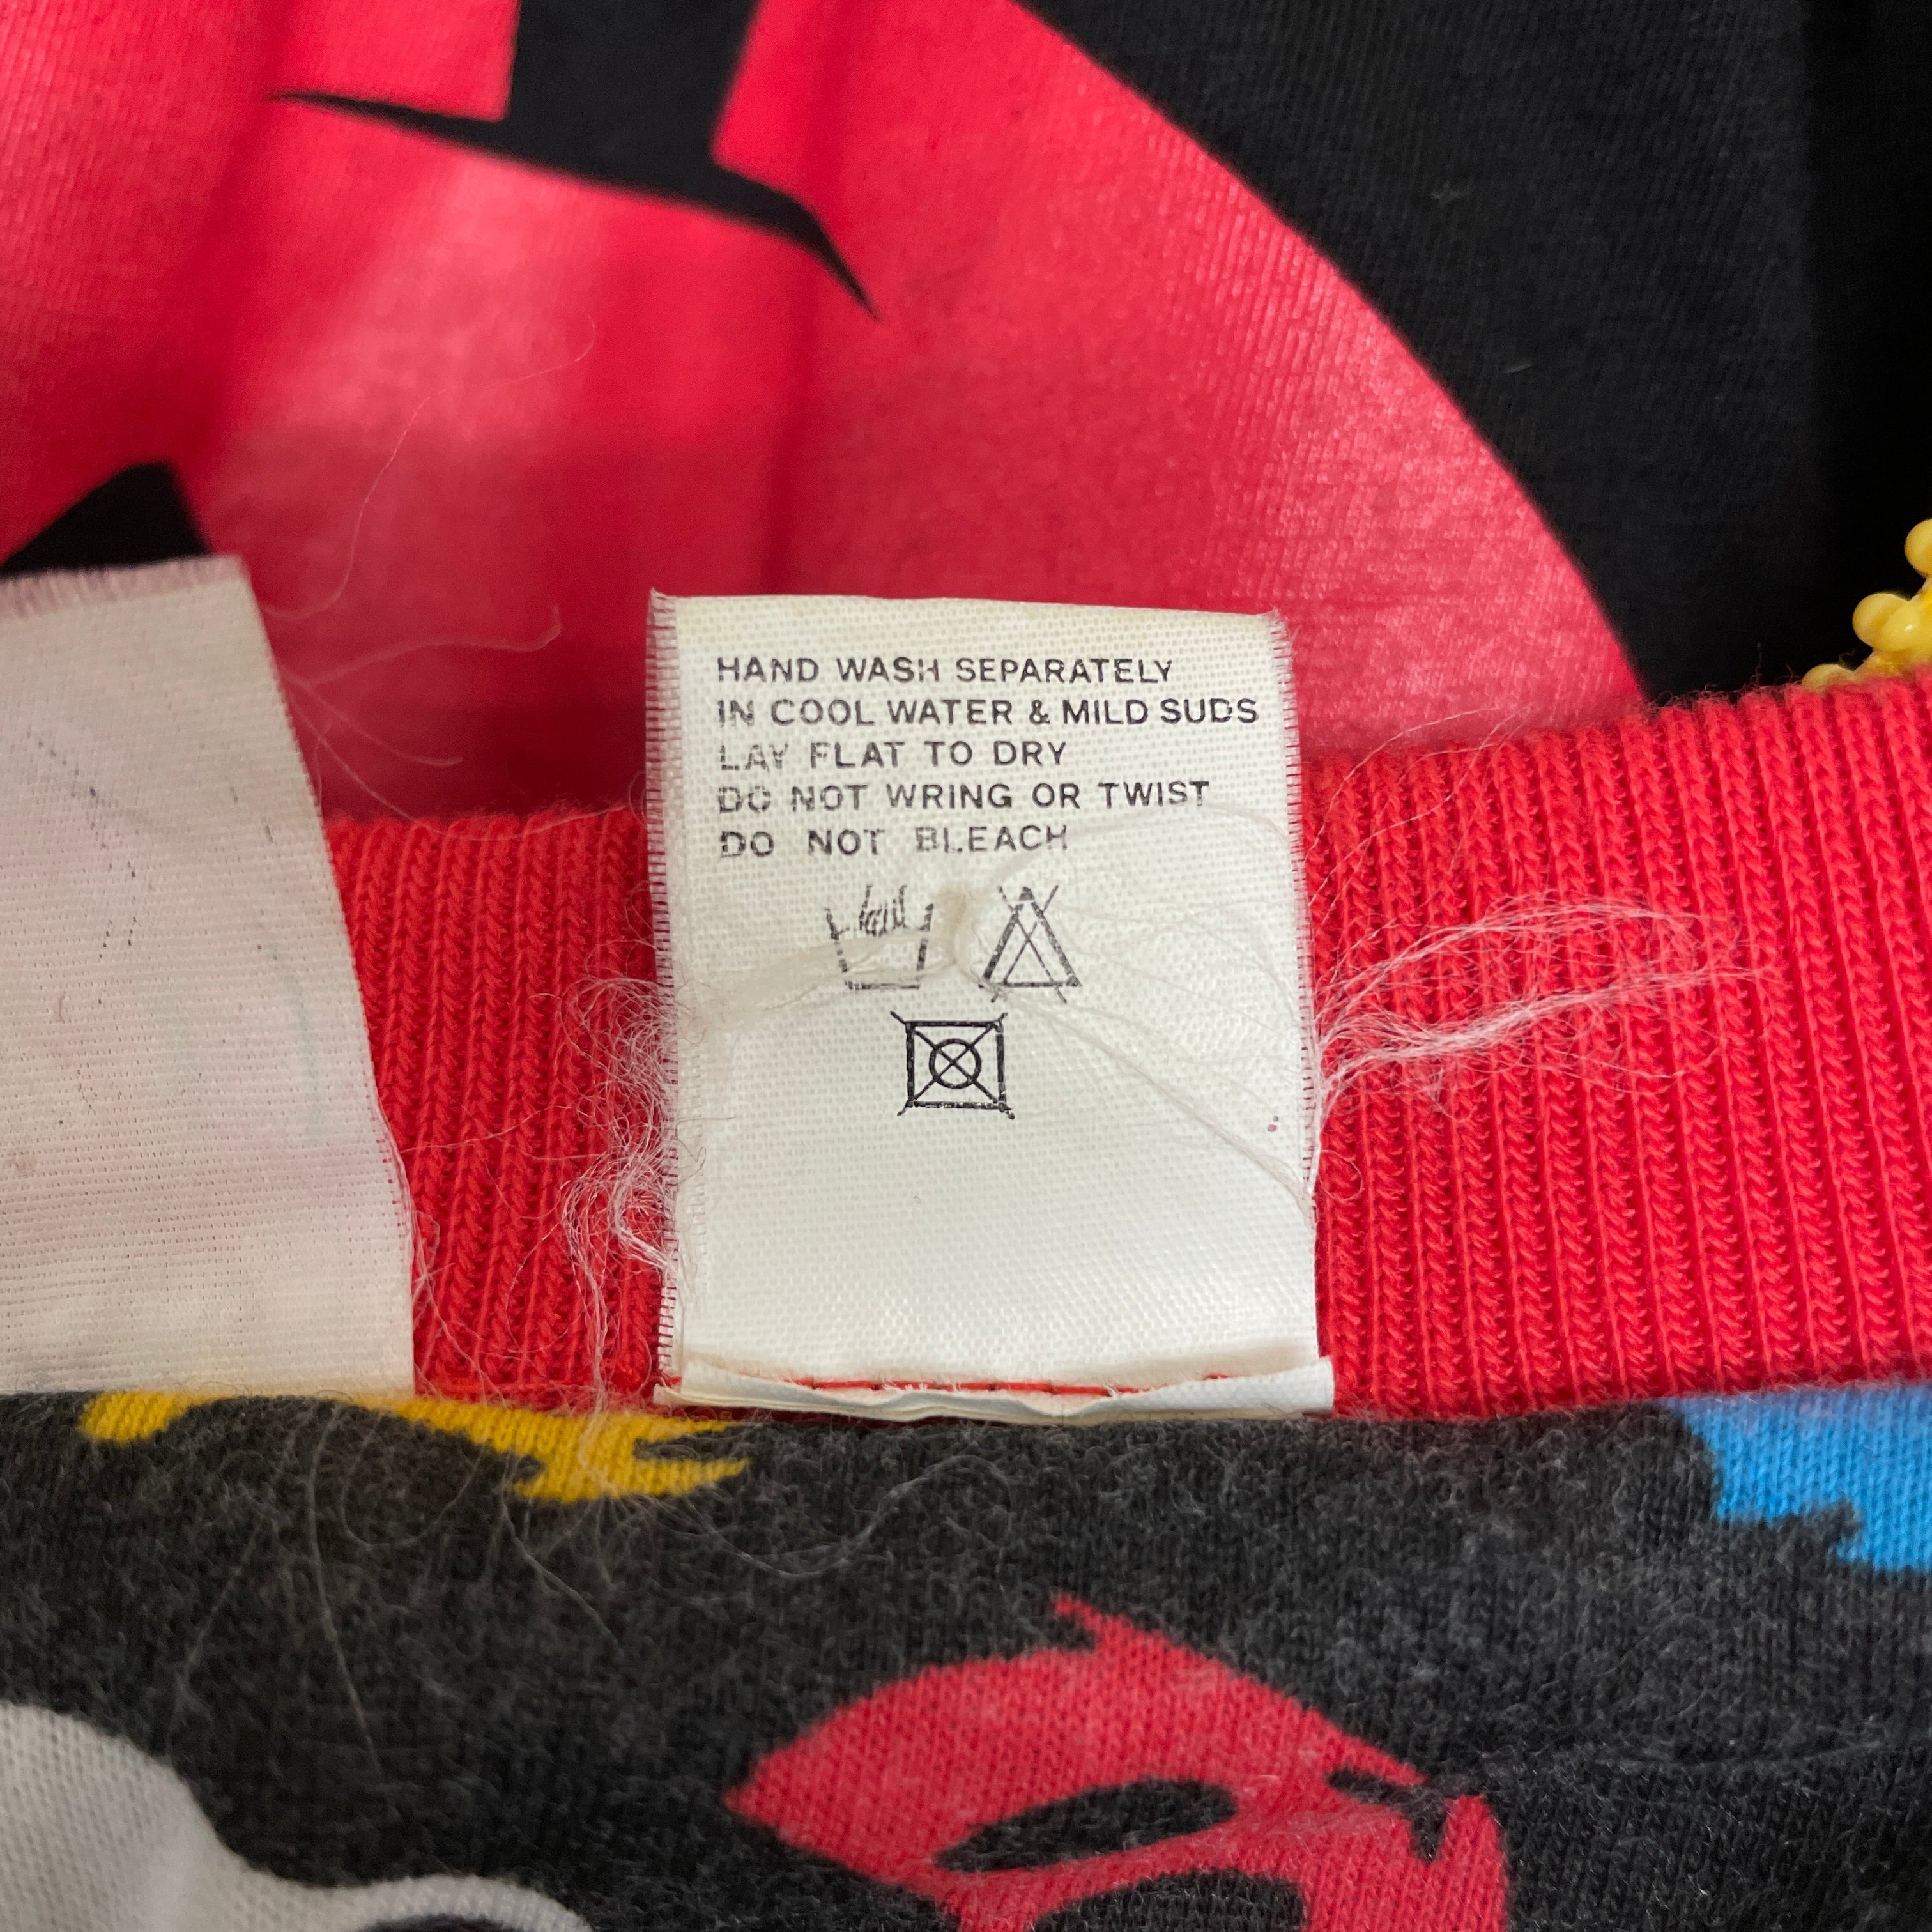 HAND WASH SEPARATELY
IN COOL WATER & MILD SUDS
LAY FLAT TO DRY
DO NOT WRING OR TWIST
DO NOT BLEACH